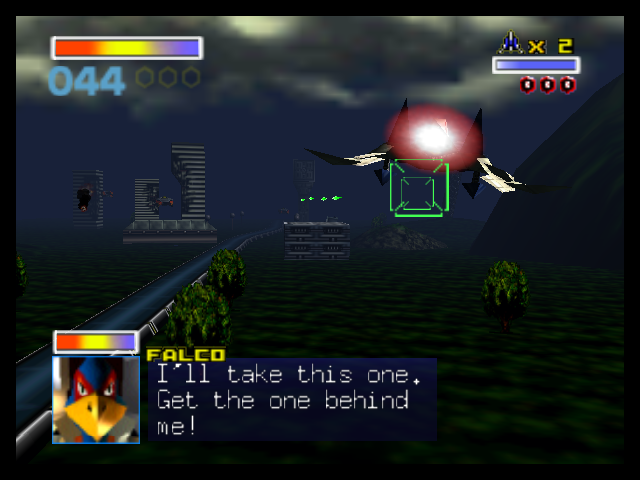 044
x 2
FALCO
I'll take this one.
Get the one behind
me!